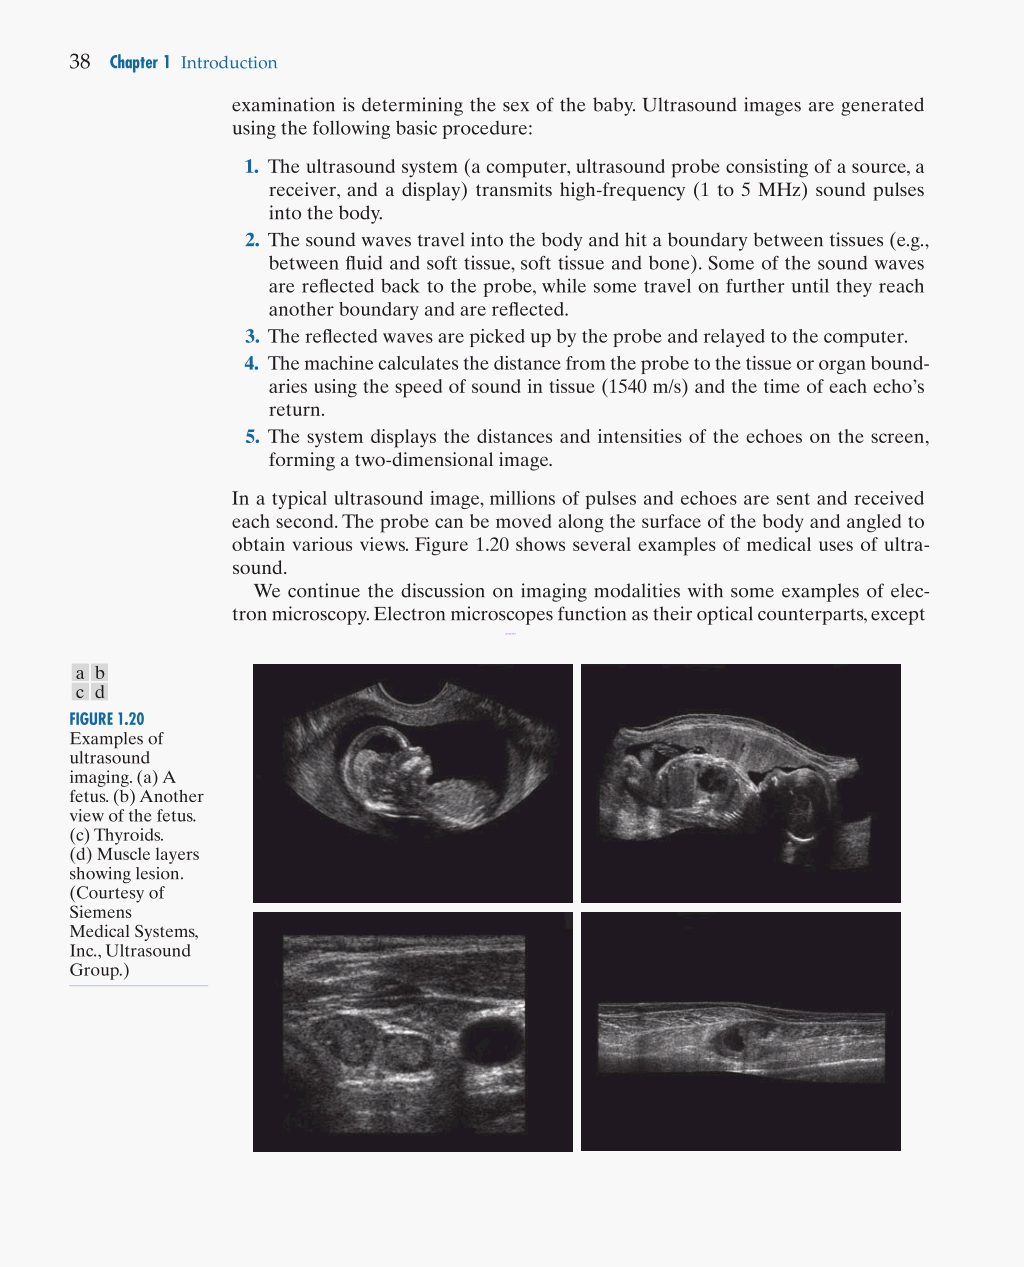 38 Chapter 1 Introduction
examination is determining the sex of the baby. Ultrasound images are generated
using the following basic procedure:
1. The ultrasound system (a computer, ultrasound probe consisting of a source, a
receiver, and a display) transmits high-frequency (1 to 5 MHz) sound pulses
into the body.
2. The sound waves travel into the body and hit a boundary between tissues (e.g.,
between fluid and soft tissue, soft tissue and bone). Some of the sound waves
are reflected back to the probe, while some travel on further until they reach
another boundary and are reflected.
3. The reflected waves are picked up by the probe and relayed to the computer.
4. The machine calculates the distance from the probe to the tissue or organ bound-
aries using the speed of sound in tissue (1540 m/s) and the time of each echo's
return.
5. The system displays the distances and intensities of the echoes on the screen,
forming a two-dimensional image.
In a typical ultrasound image, millions of pulses and echoes are sent and received
each second. The probe can be moved along the surface of the body and angled to
obtain various views. Figure 1.20 shows several examples of medical uses of ultra-
sound.
We continue the discussion on imaging modalities with some examples of elec-
tron microscopy. Electron microscopes function as their optical counterparts, except
a b
c d
FIGURE 1.20
Examples of
ultrasound
imaging. (a) A
fetus. (b) Another
view of the fetus.
(c) Thyroids.
(d) Muscle layers
showing lesion.
(Courtesy of
Siemens
Medical Systems,
Inc., Ultrasound
Group.)